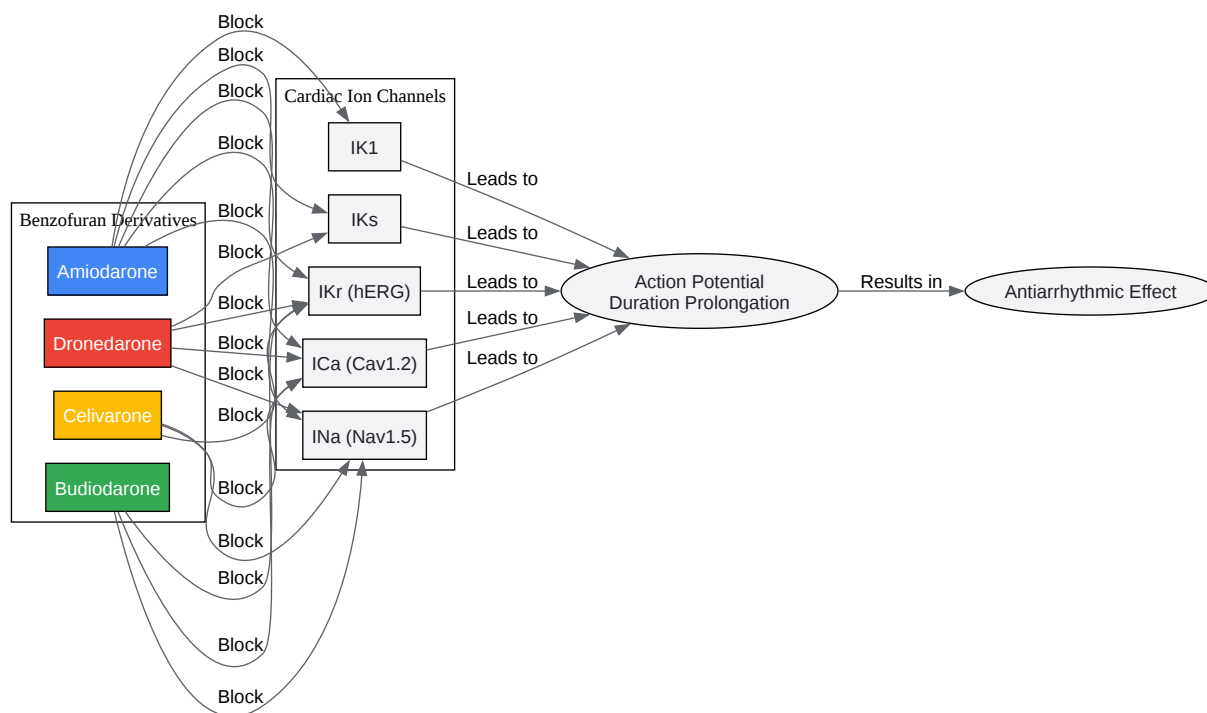 Block
Block
Block
Block
Block
Block
Block
Block
Block
Block
Block
Block
Block
Block
Benzofuran Derivatives
Amiodarone
Dronedarone
Celivarone
Budiodarone
Cardiac Ion Channels
IK1
IKs
IKr (hERG)
ICa (Cav1.2)
INa (Nav1.5)
Leads to
Leads to
Leads to
Leads to
Leads to
Action Potential
Duration Prolongation
Results in
Antiarrhythmic Effect